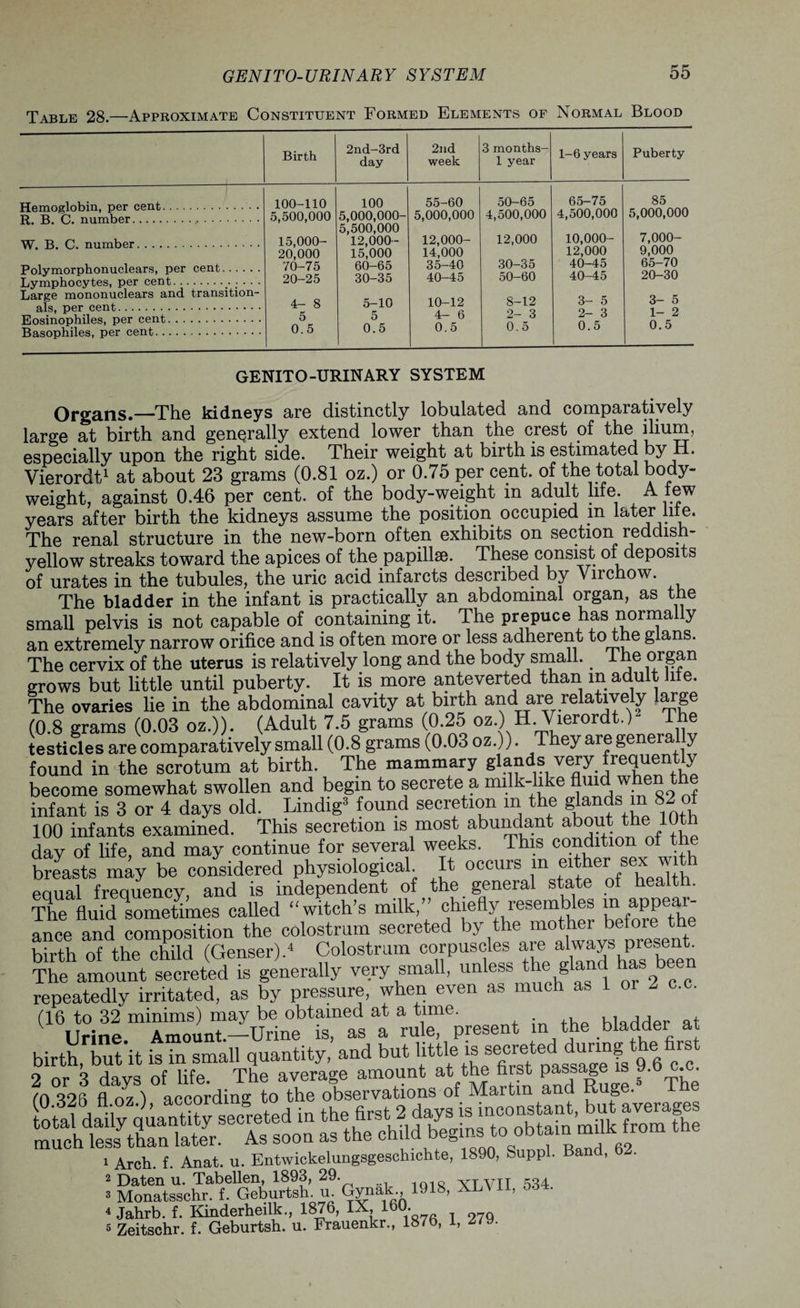 GENITO-URINARY SYSTEM 55
Table 28.—Approximate Constituent Formed Elements of Normal Blood
Birth 2nd-3rd day 2nd week 3 months-1 year 1-6 years Puberty
Hemoglobin, per cent............. 100-110 100 55-60 50-65 65-75 85
R. B. C. number............. 5,500,000 5,000,000-5,500,000 5,000,000 4,500,000 4,500,000 5,000,000
W. B. C. number............. 15,000-20,000 12,000-15,000 12,000-14,000 12,000 10,000-12,000 7,000-9,000
Polymorphonuclears, per cent...... 70-75 60-65 35-40 30-35 40-45 65-70
Lymphocytes, per cent............. 20-25 30-35 40-45 50-60 40-45 20-30
Large mononuclears and transition-
als, per cent............. 4- 8 5-10 10-12 8-12 3- 5 3- 5
Eosinophiles, per cent............. 5 5 4- 6 2- 3 2- 3 1- 2
Basophiles, per cent............. 0.5 0.5 0.5 0.5 0.5 0.5
GENITO-URINARY SYSTEM
Organs.—The kidneys are distinctly lobulated and comparatively
large at birth and generally extend lower than the crest of the ilium,
especially upon the right side. Their weight at birth is estimated by H.
Vierordt¹ at about 23 grams (0.81 oz.) or 0.75 per cent. of the total body-
weight, against 0.46 per cent. of the body-weight in adult life. A few
years after birth the kidneys assume the position occupied in later life.
The renal structure in the new-born often exhibits on section reddish-
yellow streaks toward the apices of the papillæ. These consist of deposits
of urates in the tubules, the uric acid infarcts described by Virchow.
The bladder in the infant is practically an abdominal organ, as the
small pelvis is not capable of containing it. The prepuce has normally
an extremely narrow orifice and is often more or less adherent to the glans.
The cervix of the uterus is relatively long and the body small. The organ
grows but little until puberty. It is more anteverted than in adult life.
The ovaries lie in the abdominal cavity at birth and are relatively large
(0.8 grams (0.03 oz.)). (Adult 7.5 grams (0.25 oz.) H. Vierordt.)² The
testicles are comparatively small (0.8 grams (0.03 oz.)). They are generally
found in the scrotum at birth. The mammary glands very frequently
become somewhat swollen and begin to secrete a milk-like fluid when the
infant is 3 or 4 days old. Lindig³ found secretion in the glands in 82 of
100 infants examined. This secretion is most abundant about the 10th
day of life, and may continue for several weeks. This condition of the
breasts may be considered physiological. It occurs in either sex with
equal frequency, and is independent of the general state of health.
The fluid sometimes called "witch's milk," chiefly resembles in appear-
ance and composition the colostrum secreted by the mother before the
birth of the child (Genser).⁴ Colostrum corpuscles are always present.
The amount secreted is generally very small, unless the gland has been
repeatedly irritated, as by pressure, when even as much as 1 or 2 c.c.
(16 to 32 minims) may be obtained at a time.
Urine. Amount.—Urine is, as a rule, present in the bladder at
birth, but it is in small quantity, and but little is secreted during the first
2 or 3 days of life. The average amount at the first passage is 9.6 c.c.
(0.326 fl.oz.), according to the observations of Martin and Ruge.⁵ The
total daily quantity secreted in the first 2 days is inconstant, but averages
much less than later. As soon as the child begins to obtain milk from the
¹ Arch. f. Anat. u. Entwickelungsgeschichte, 1890, Suppl. Band, 62.
² Daten u. Tabellen, 1893, 29.
³ Monatsschr. f. Geburtsh. u. Gynäk., 1918, XLVII, 534.
⁴ Jahrb. f. Kinderheilk., 1876, IX, 160.
⁵ Zeitschr. f. Geburtsh. u. Frauenkr., 1876, 1, 279.